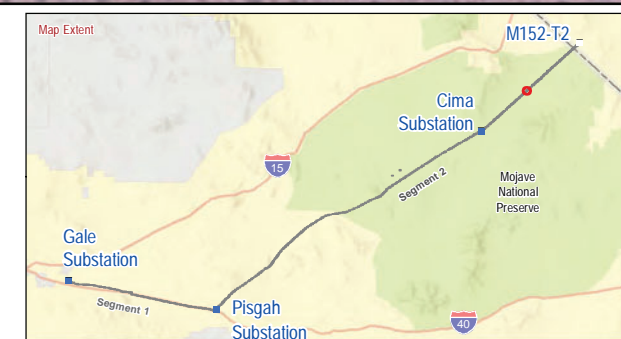 Map Extent
M152-T2
Cima
Substation
15
Segment 2
Mojave
National
Preserve
Gale
Substation
Segment 1
Pisgah
Substation
40